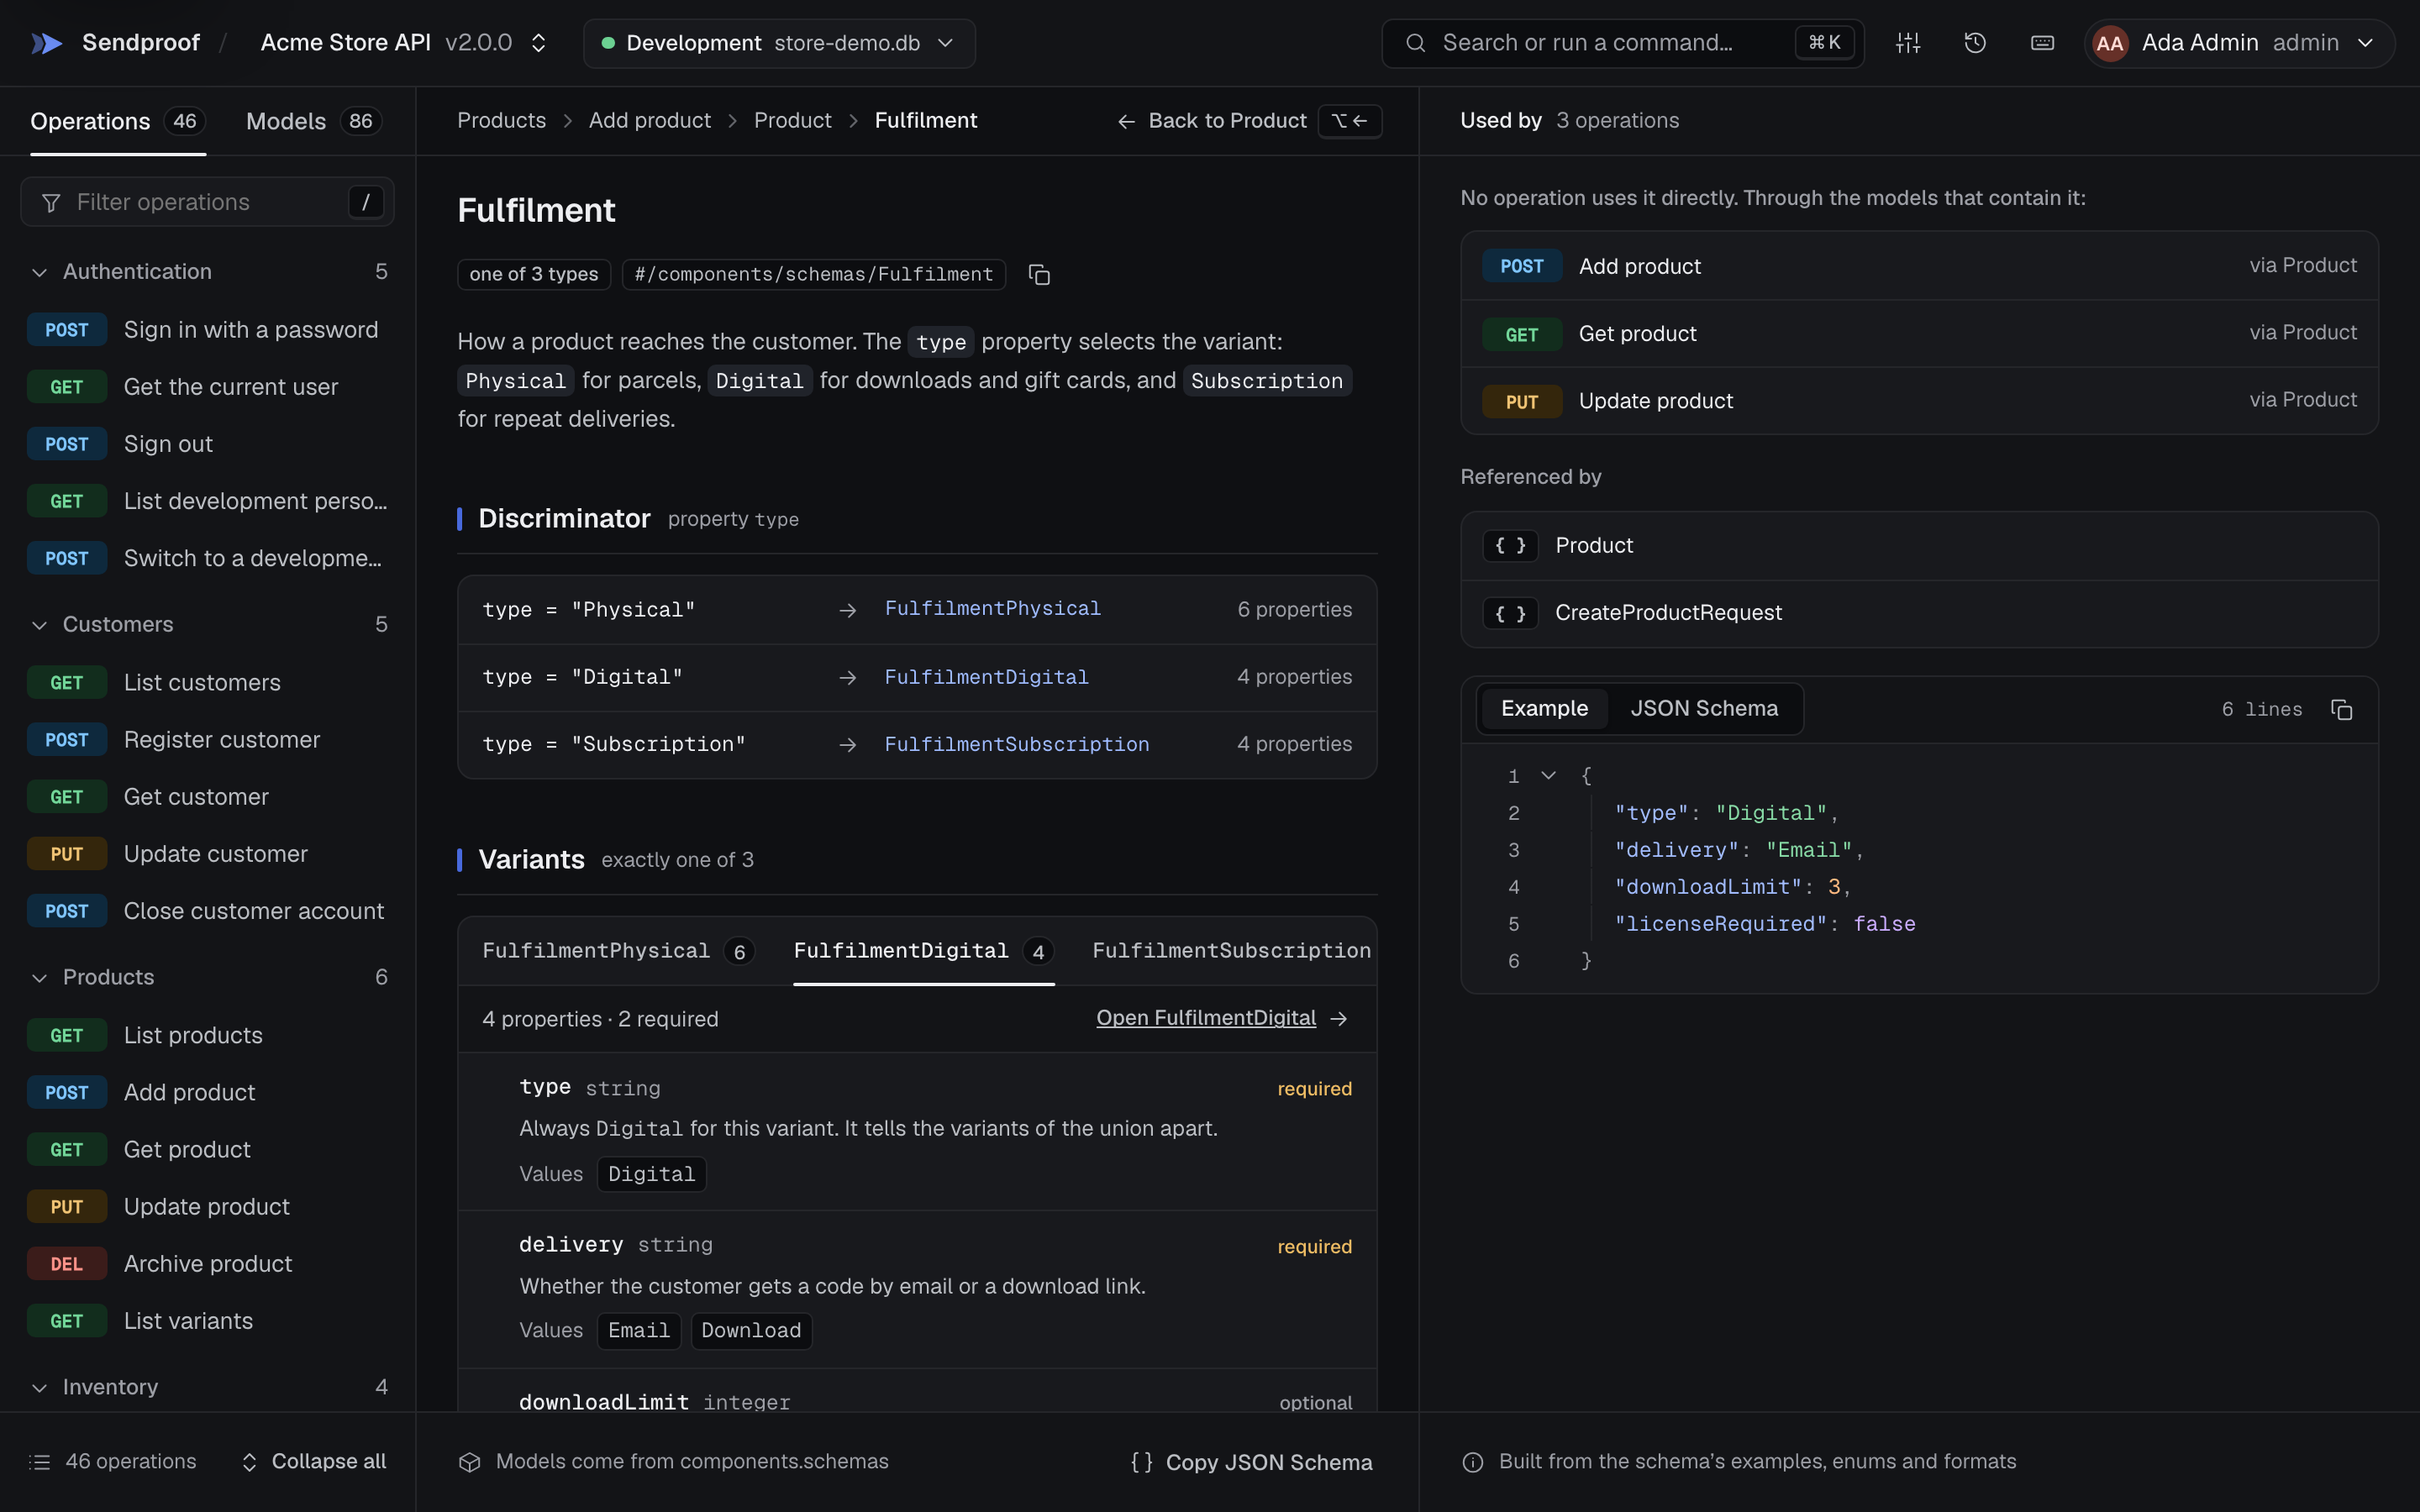 Sendproof / Acme Store API v2.0.0
Development store-demo.db
Search or run a command... ⌘K
AA Ada Admin admin
Operations 46 Models 86
Filter operations /
Authentication 5
POST Sign in with a password
GET Get the current user
POST Sign out
GET List development perso...
POST Switch to a developme...
Customers 5
GET List customers
POST Register customer
GET Get customer
PUT Update customer
POST Close customer account
Products 6
GET List products
POST Add product
GET Get product
PUT Update product
DEL Archive product
GET List variants
Inventory 4
46 operations Collapse all
Products > Add product > Product > Fulfilment
← Back to Product ⌥←
Fulfilment
one of 3 types #/components/schemas/Fulfilment
How a product reaches the customer. The type property selects the variant:
Physical for parcels, Digital for downloads and gift cards, and Subscription
for repeat deliveries.
Discriminator property type
type = "Physical" → FulfilmentPhysical 6 properties
type = "Digital" → FulfilmentDigital 4 properties
type = "Subscription" → FulfilmentSubscription 4 properties
Variants exactly one of 3
FulfilmentPhysical 6 FulfilmentDigital 4 FulfilmentSubscription
4 properties · 2 required Open FulfilmentDigital →
type string required
Always Digital for this variant. It tells the variants of the union apart.
Values Digital
delivery string required
Whether the customer gets a code by email or a download link.
Values Email Download
downloadLimit integer optional
Models come from components.schemas { } Copy JSON Schema
Used by 3 operations
No operation uses it directly. Through the models that contain it:
POST Add product via Product
GET Get product via Product
PUT Update product via Product
Referenced by
{ } Product
{ } CreateProductRequest
Example JSON Schema 6 lines
1 {
2 "type": "Digital",
3 "delivery": "Email",
4 "downloadLimit": 3,
5 "licenseRequired": false
6 }
Built from the schema’s examples, enums and formats